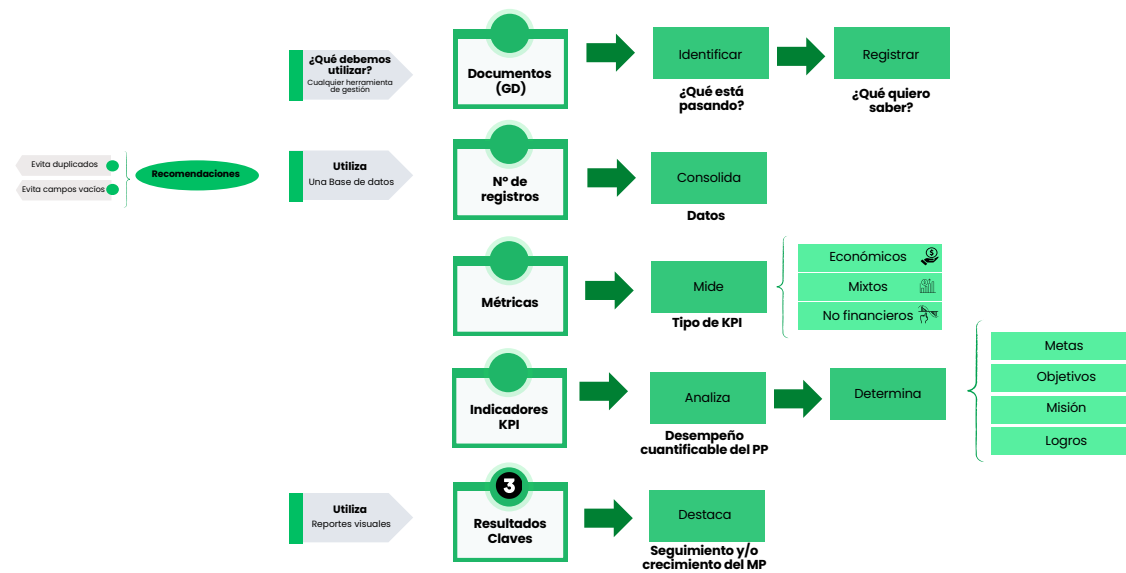 ¿Qué debemos
utilizar?
Cualquier herramienta
de gestión
Documentos
(GD)
Identificar
¿Qué está
pasando?
Registrar
¿Qué quiero
saber?
Evita duplicados
Evita campos vacios
Recomendaciones
Utiliza
Una Base de datos
Nº de
registros
Consolida
Datos
Métricas
Mide
Tipo de KPI
Económicos
Mixtos
No financieros
Indicadores
KPI
Analiza
Desempeño
cuantificable del PP
Determina
Metas
Objetivos
Misión
Logros
Utiliza
Reportes visuales
3
Resultados
Claves
Destaca
Seguimiento y/o
crecimiento del MP